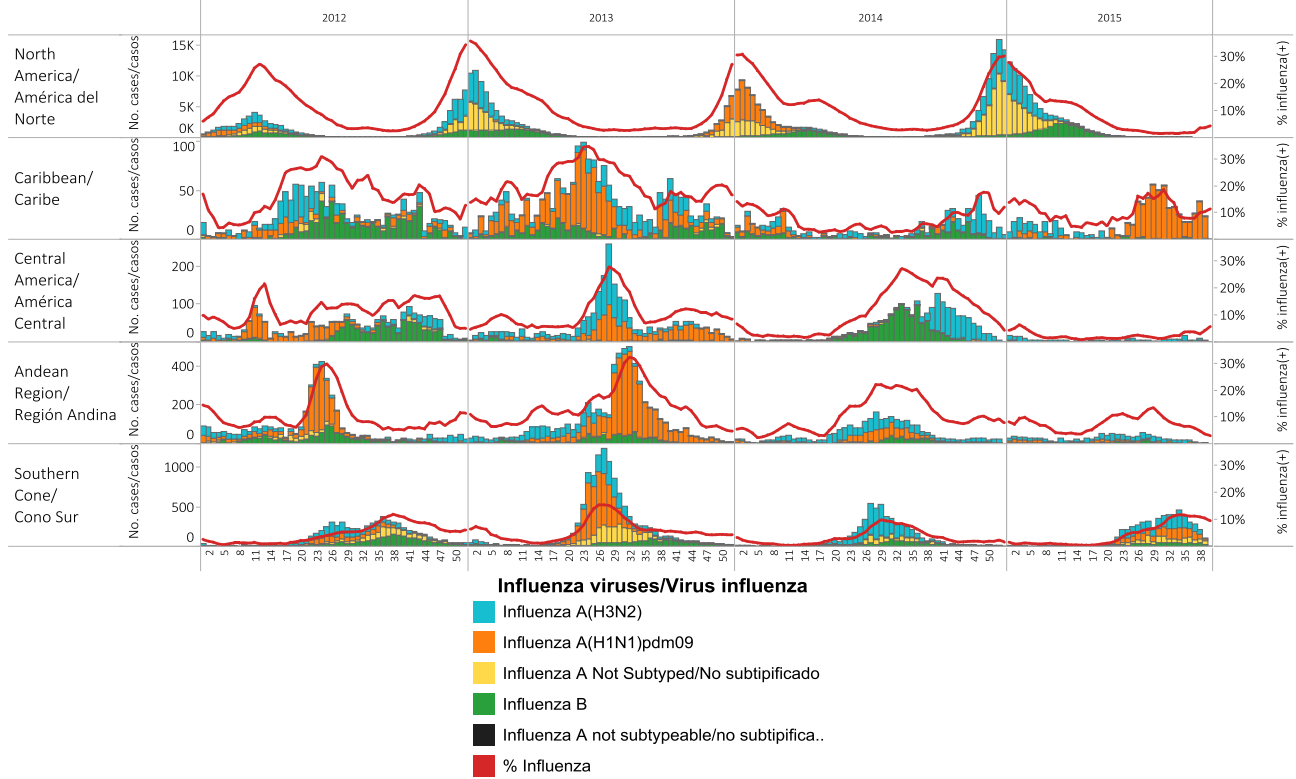 2012 2013 2014 2015
North
America/
América del
Norte
No. cases/casos
15K
10K
5K
0K
30%
20%
10%
% influenza(+)
Caribbean/
Caribe
No. cases/casos
100
50
0
30%
20%
10%
% influenza(+)
Central
America/
América
Central
No. cases/casos
200
100
0
30%
20%
10%
% influenza(+)
Andean
Region/
Región Andina
No. cases/casos
400
200
0
30%
20%
10%
% influenza(+)
Southern
Cone/
Cono Sur
No. cases/casos
1000
500
0
30%
20%
10%
% influenza(+)
2 5 8 11 14 17 20 23 26 29 32 35 38 41 44 47 50 2 5 8 11 14 17 20 23 26 29 32 35 38 41 44 47 50 2 5 8 11 14 17 20 23 26 29 32 35 38 41 44 47 50 2 5 8 11 14 17 20 23 26 29 32 35 38
Influenza viruses/Virus influenza
Influenza A(H3N2)
Influenza A(H1N1)pdm09
Influenza A Not Subtyped/No subtipificado
Influenza B
Influenza A not subtypeable/no subtipifica..
% Influenza